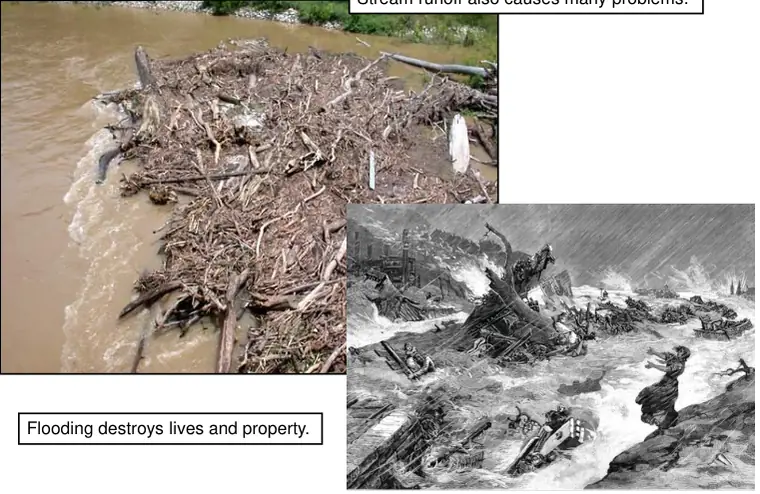 Stream runoff also causes many problems.
Flooding destroys lives and property.